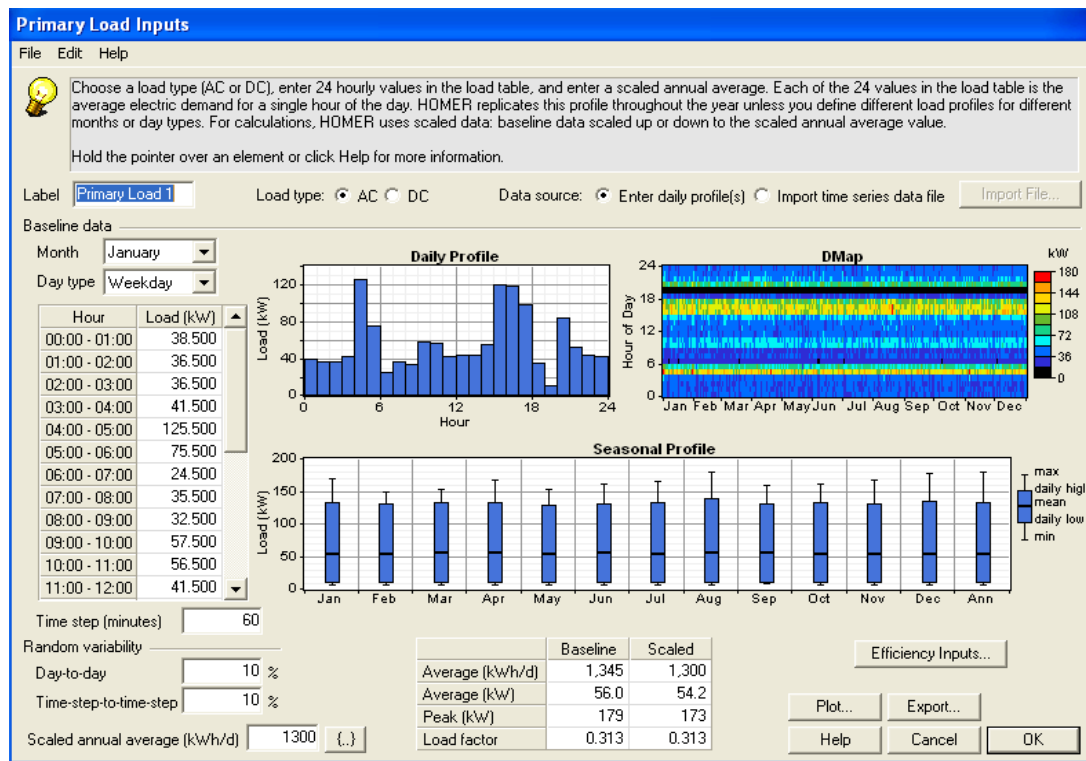 Primary Load Inputs
File Edit Help
Choose a load type (AC or DC), enter 24 hourly values in the load table, and enter a scaled annual average. Each of the 24 values in the load table is the
average electric demand for a single hour of the day. HOMER replicates this profile throughout the year unless you define different load profiles for different
months or day types. For calculations, HOMER uses scaled data: baseline data scaled up or down to the scaled annual average value.
Hold the pointer over an element or click Help for more information.
Label Primary Load 1 Load type: AC DC Data source: Enter daily profile(s) Import time series data file Import File...
Baseline data
Month January
Day type Weekday
Hour Load (kW)
00:00 - 01:00 38.500
01:00 - 02:00 36.500
02:00 - 03:00 36.500
03:00 - 04:00 41.500
04:00 - 05:00 125.500
05:00 - 06:00 75.500
06:00 - 07:00 24.500
07:00 - 08:00 35.500
08:00 - 09:00 32.500
09:00 - 10:00 57.500
10:00 - 11:00 56.500
11:00 - 12:00 41.500
Daily Profile
Load (kW)
120
80
40
0
0 6 12 18 24
Hour
DMap
Hour of Day
24
18
12
6
0
Jan Feb Mar Apr May Jun Jul Aug Sep Oct Nov Dec
kW
180
144
108
72
36
0
Seasonal Profile
Load (kW)
200
150
100
50
0
Jan Feb Mar Apr May Jun Jul Aug Sep Oct Nov Dec Ann
max
daily high
mean
daily low
min
Time step (minutes) 60
Random variability
Day-to-day 10 %
Time-step-to-time-step 10 %
Scaled annual average (kWh/d) 1300 {..}
Baseline Scaled
Average (kWh/d) 1,345 1,300
Average (kW) 56.0 54.2
Peak (kW) 179 173
Load factor 0.313 0.313
Efficiency Inputs...
Plot... Export...
Help Cancel OK